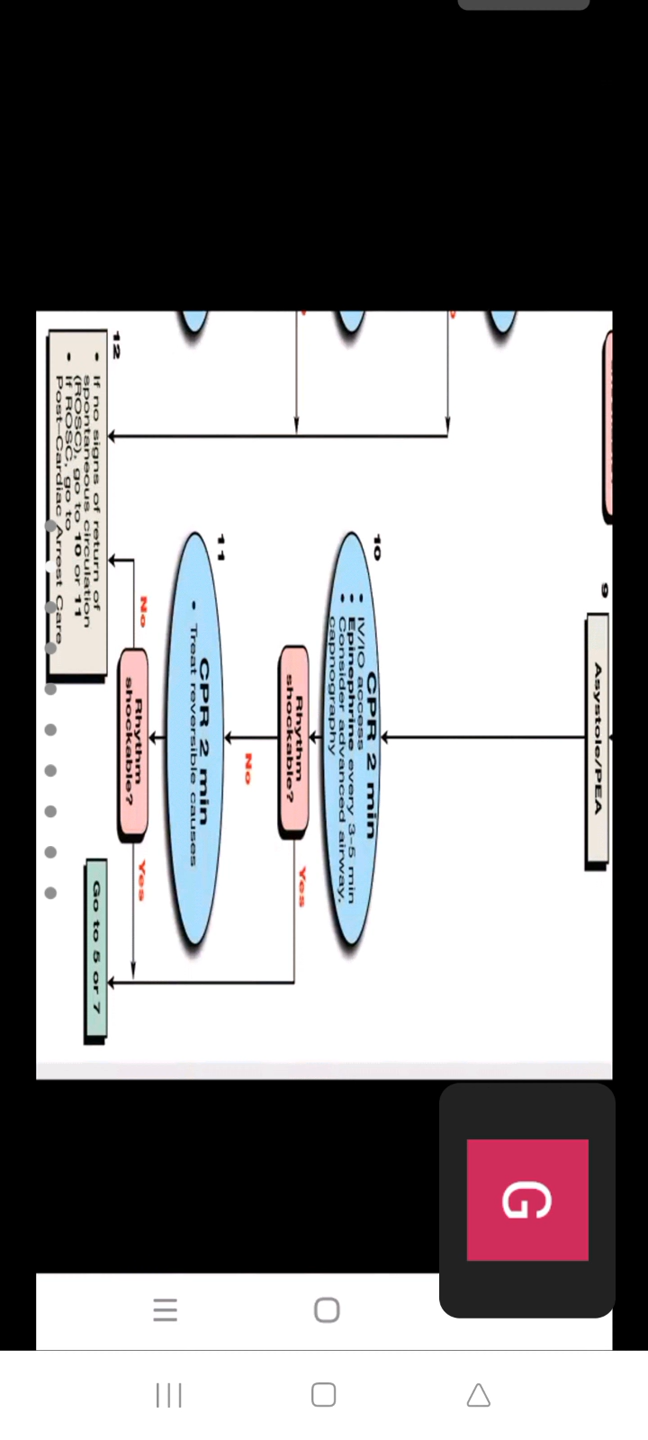 9
Asystole/PEA
10
CPR 2 min
• IV/IO access
• Epinephrine every 3-5 min
• Consider advanced airway,
capnography
Rhythm
shockable?
Yes
No
11
CPR 2 min
• Treat reversible causes
Rhythm
shockable?
No
Yes
12
• If no signs of return of
spontaneous circulation
(ROSC), go to 10 or 11
• If ROSC, go to
Post-Cardiac Arrest Care
Go to 5 or 7
G